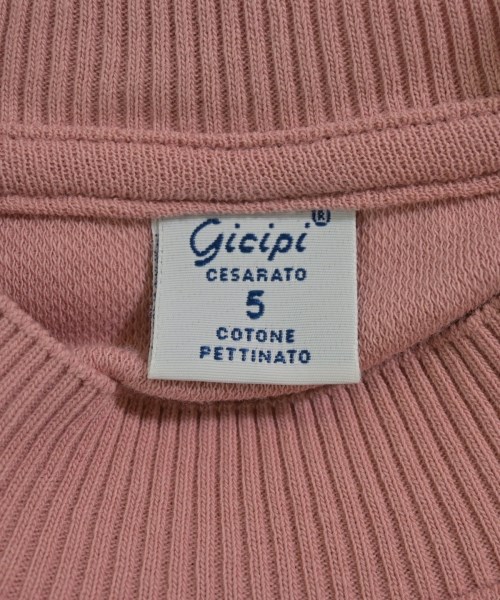 Gicipi®
CESARATO
5
COTONE
PETTINATO